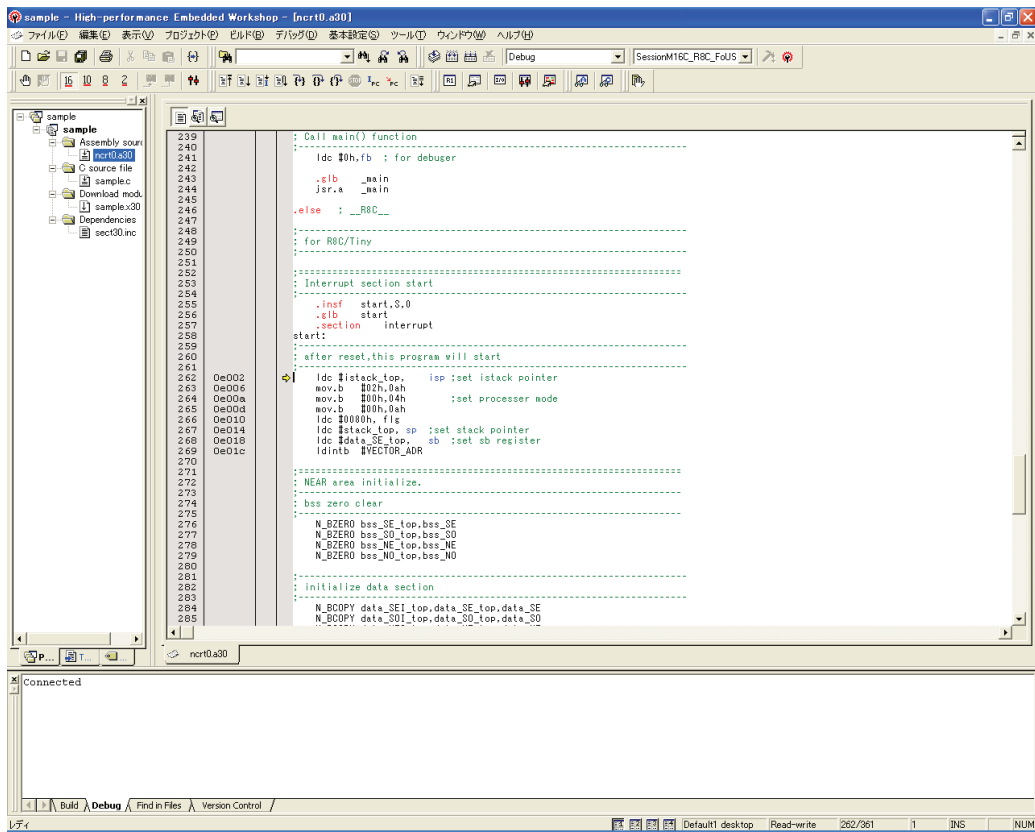 sample - High-performance Embedded Workshop - [ncrt0.a30]
ファイル(F) 編集(E) 表示(V) プロジェクト(P) ビルド(B) デバッグ(D) 基本設定(S) ツール(T) ウィンドウ(W) ヘルプ(H)
Debug SessionM16C_R8C_FoUS
16 10 8 2
sample
sample
Assembly sour
ncrt0.a30
C source file
sample.c
Download modu
sample.x30
Dependencies
sect30.inc
239 ; Call main() function
240 ;---------------------------------------------------------------------
241 ldc #0h,fb ; for debuger
242
243 .glb _main
244 jsr.a _main
245
246 .else ; __R8C__
247
248 ;---------------------------------------------------------------------
249 ; for R8C/Tiny
250 ;---------------------------------------------------------------------
251
252 ;====================================================================
253 ; Interrupt section start
254 ;---------------------------------------------------------------------
255 .insf start,S,0
256 .glb start
257 .section interrupt
258 start:
259 ;---------------------------------------------------------------------
260 ; after reset,this program will start
261 ;---------------------------------------------------------------------
262 0e002 ldc #istack_top, isp ;set istack pointer
263 0e006 mov.b #02h,0ah
264 0e00a mov.b #00h,04h ;set processer mode
265 0e00d mov.b #00h,0ah
266 0e010 ldc #0080h, flg
267 0e014 ldc #stack_top, sp ;set stack pointer
268 0e018 ldc #data_SE_top, sb ;set sb register
269 0e01c ldintb #VECTOR_ADR
270
271 ;====================================================================
272 ; NEAR area initialize.
273 ;--------------------------------------------------------------------
274 ; bss zero clear
275 ;--------------------------------------------------------------------
276 N_BZERO bss_SE_top,bss_SE
277 N_BZERO bss_SO_top,bss_SO
278 N_BZERO bss_NE_top,bss_NE
279 N_BZERO bss_NO_top,bss_NO
280
281 ;---------------------------------------------------------------------
282 ; initialize data section
283 ;---------------------------------------------------------------------
284 N_BCOPY data_SEI_top,data_SE_top,data_SE
285 N_BCOPY data_SOI_top,data_SO_top,data_SO
P... T...
ncrt0.a30
Connected
Build Debug Find in Files Version Control
レディ Default1 desktop Read-write 262/361 1 INS NUM